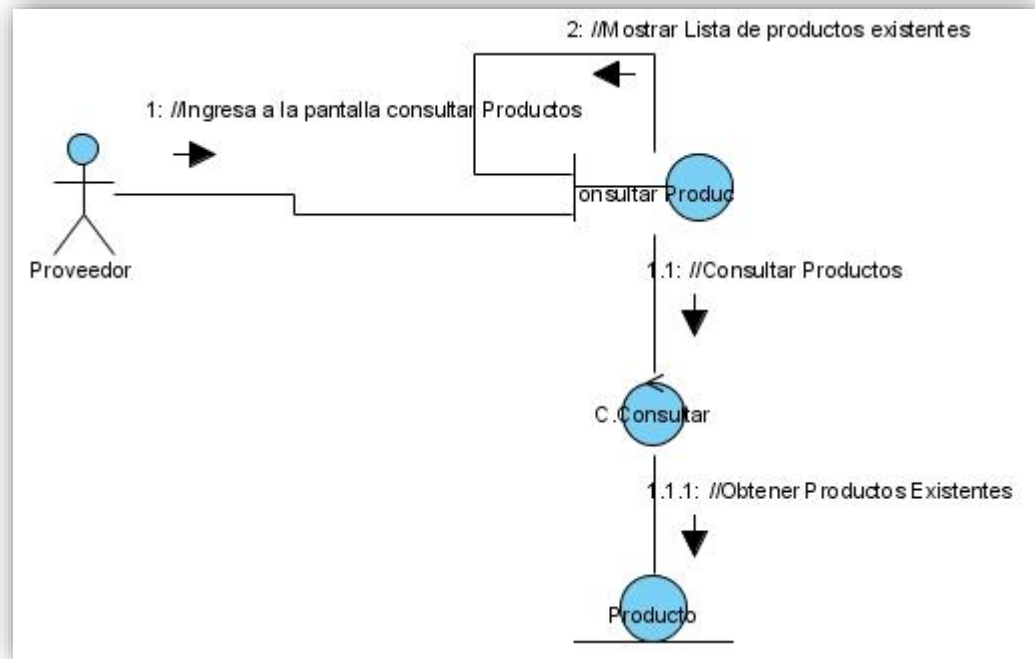 2: //Mostrar Lista de productos existentes
1: //Ingresa a la pantalla consultar Productos
onsultar Produc
Proveedor
1.1: //Consultar Productos
C.Consultar
1.1.1: //Obtener Productos Existentes
Producto